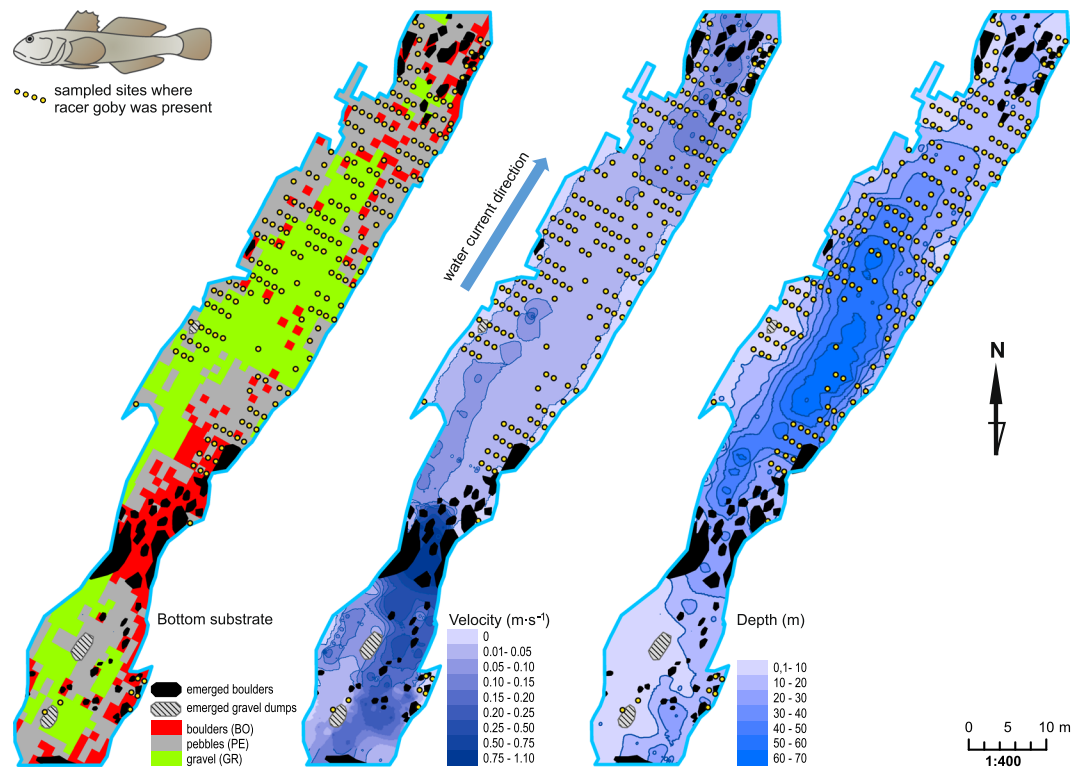 sampled sites where
racer goby was present
water current direction
N
Bottom substrate
emerged boulders
emerged gravel dumps
boulders (BO)
pebbles (PE)
gravel (GR)
Velocity (m·s⁻¹)
0
0.01- 0.05
0.05 - 0.10
0.10 - 0.15
0.15 - 0.20
0.20 - 0.25
0.25 - 0.50
0.50 - 0.75
0.75 - 1.10
Depth (m)
0,1- 10
10 - 20
20 - 30
30 - 40
40 - 50
50 - 60
60 - 70
0 5 10 m
1:400